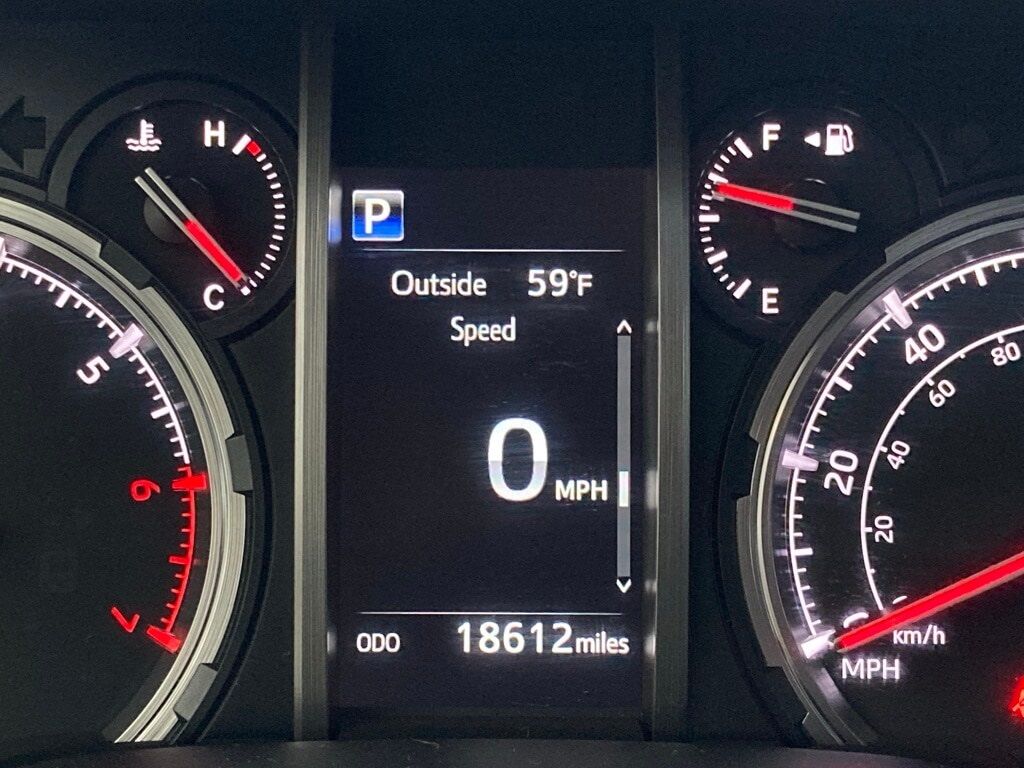 H
C
5
6
7
P
Outside 59°F
Speed
0 MPH
ODO 18612 miles
F
E
40
20
80
60
40
20
km/h
MPH